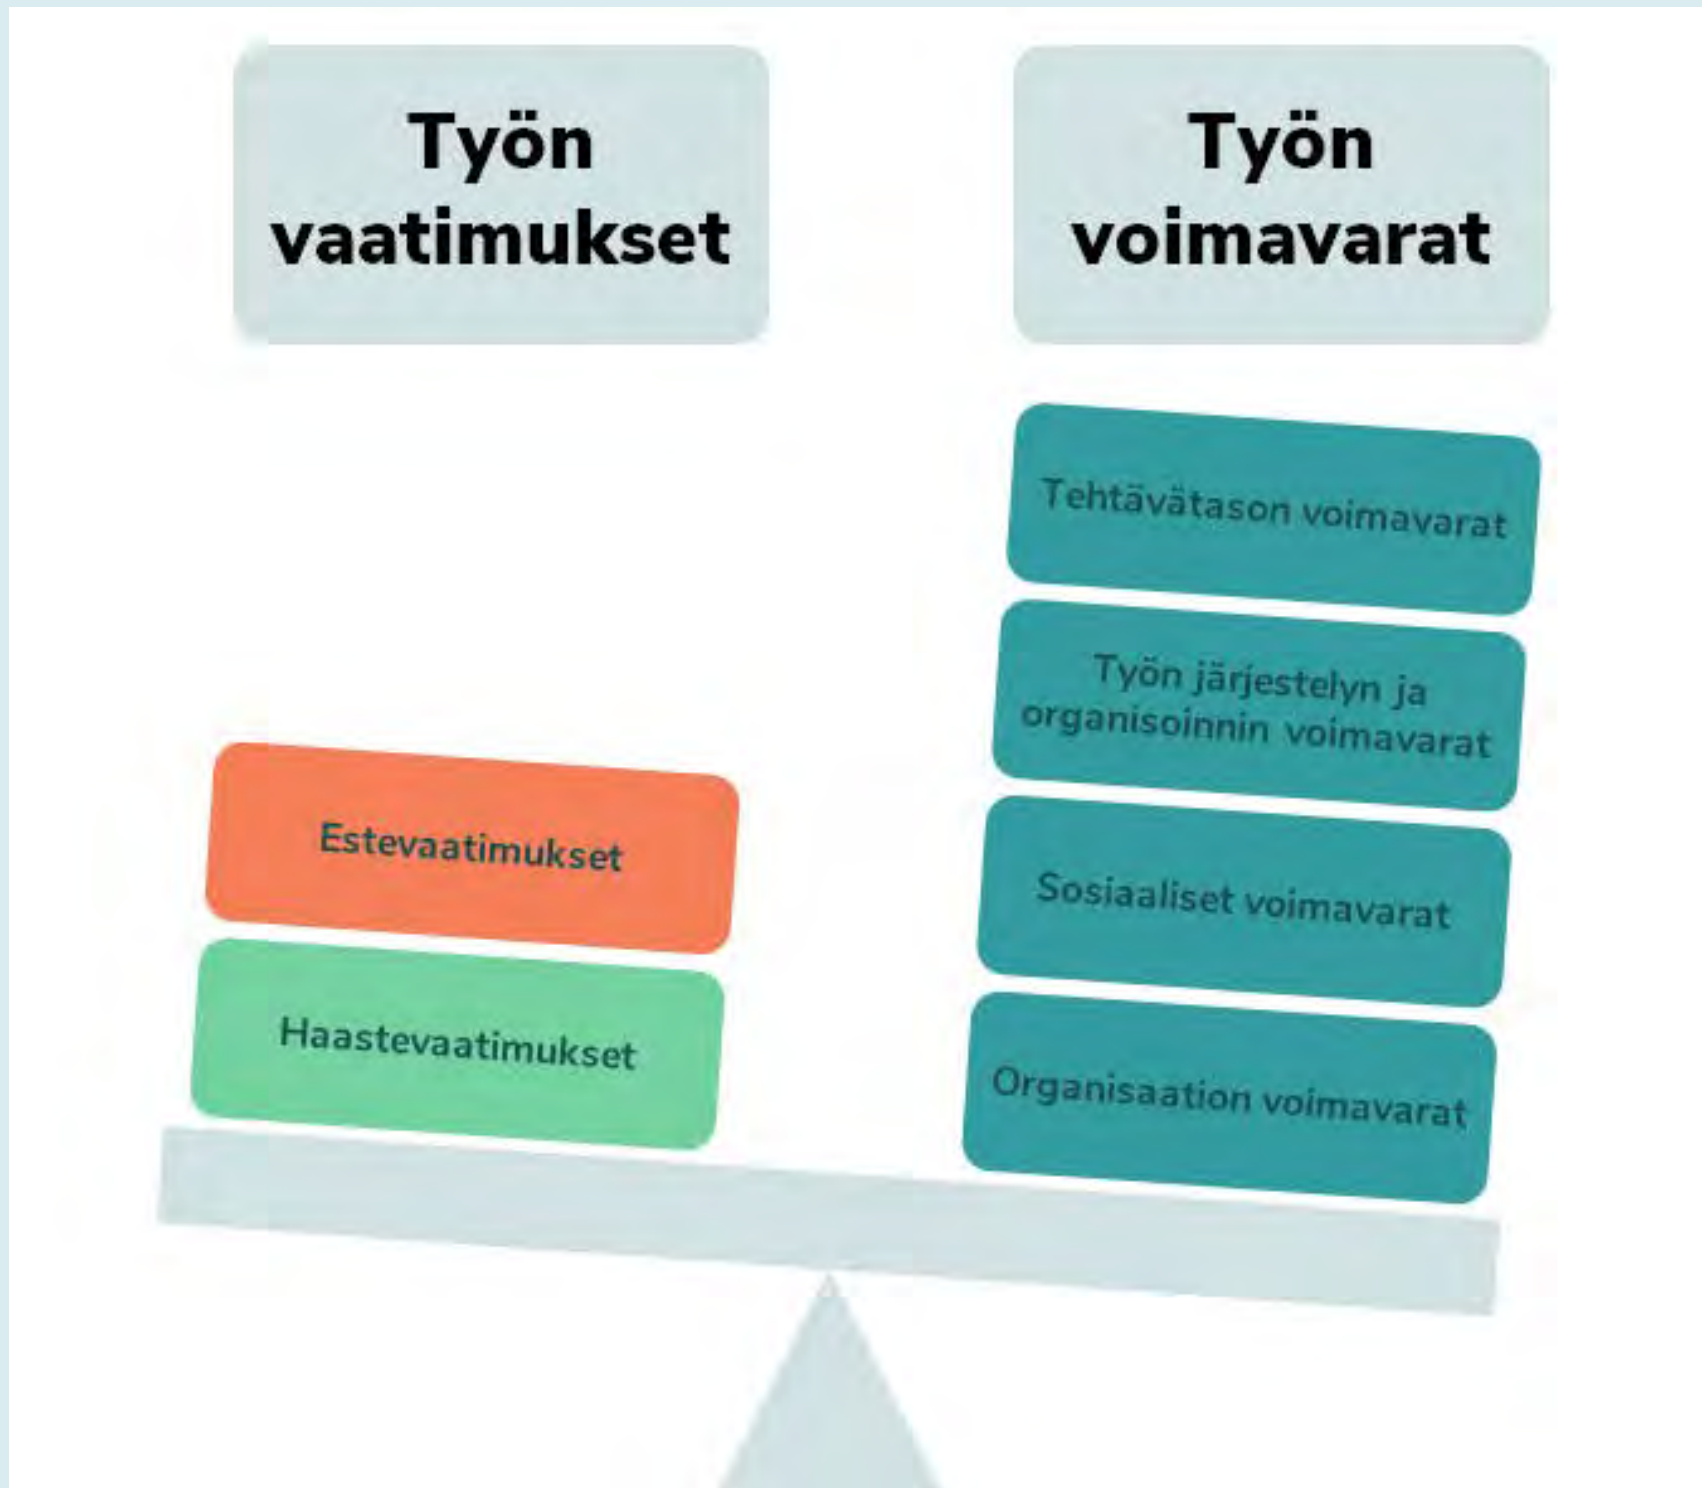 Työn
vaatimukset
Työn
voimavarat
Tehtävätason voimavarat
Työn järjestelyn ja
organisoinnin voimavarat
Estevaatimukset
Sosiaaliset voimavarat
Haastevaatimukset
Organisaation voimavarat